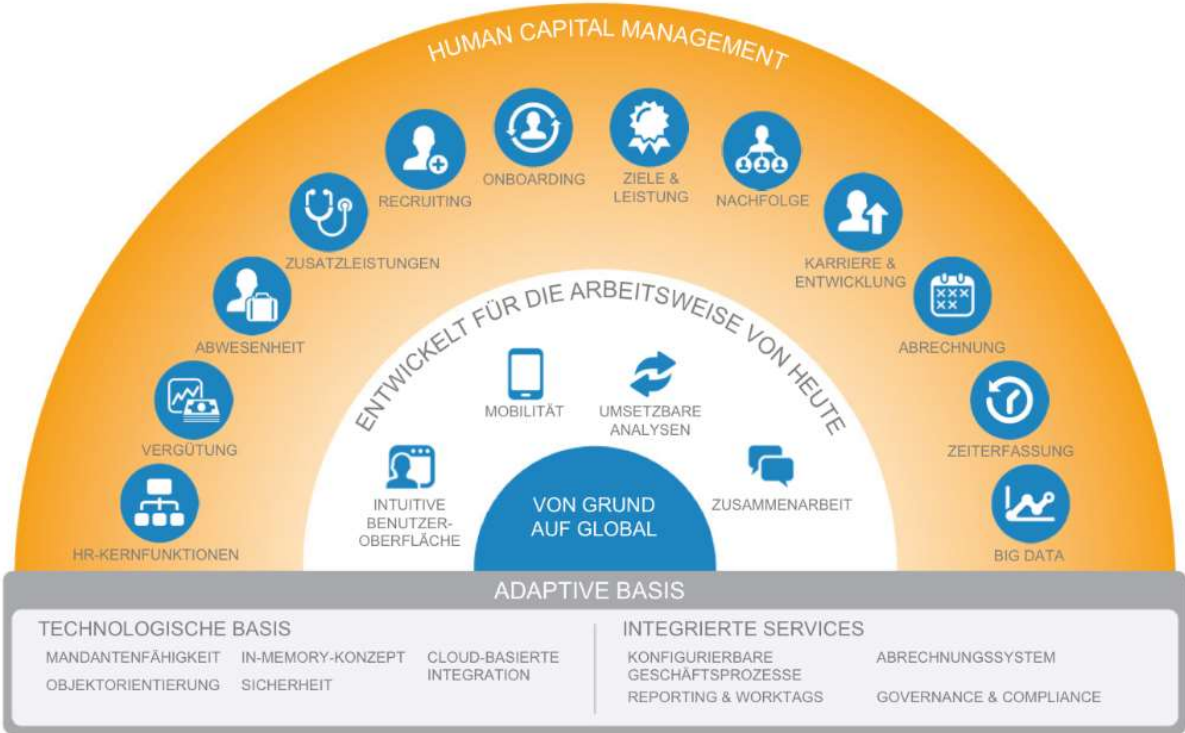 HUMAN CAPITAL MANAGEMENT
HR-KERNFUNKTIONEN
VERGÜTUNG
ABWESENHEIT
ZUSATZLEISTUNGEN
RECRUITING
ONBOARDING
ZIELE &
LEISTUNG
NACHFOLGE
KARRIERE &
ENTWICKLUNG
ABRECHNUNG
ZEITERFASSUNG
BIG DATA
ENTWICKELT FÜR DIE ARBEITSWEISE VON HEUTE
INTUITIVE
BENUTZER-
OBERFLÄCHE
MOBILITÄT
UMSETZBARE
ANALYSEN
ZUSAMMENARBEIT
VON GRUND
AUF GLOBAL
ADAPTIVE BASIS
TECHNOLOGISCHE BASIS
MANDANTENFÄHIGKEIT
IN-MEMORY-KONZEPT
CLOUD-BASIERTE
INTEGRATION
OBJEKTORIENTIERUNG
SICHERHEIT
INTEGRIERTE SERVICES
KONFIGURIERBARE
GESCHÄFTSPROZESSE
ABRECHNUNGSSYSTEM
REPORTING & WORKTAGS
GOVERNANCE & COMPLIANCE